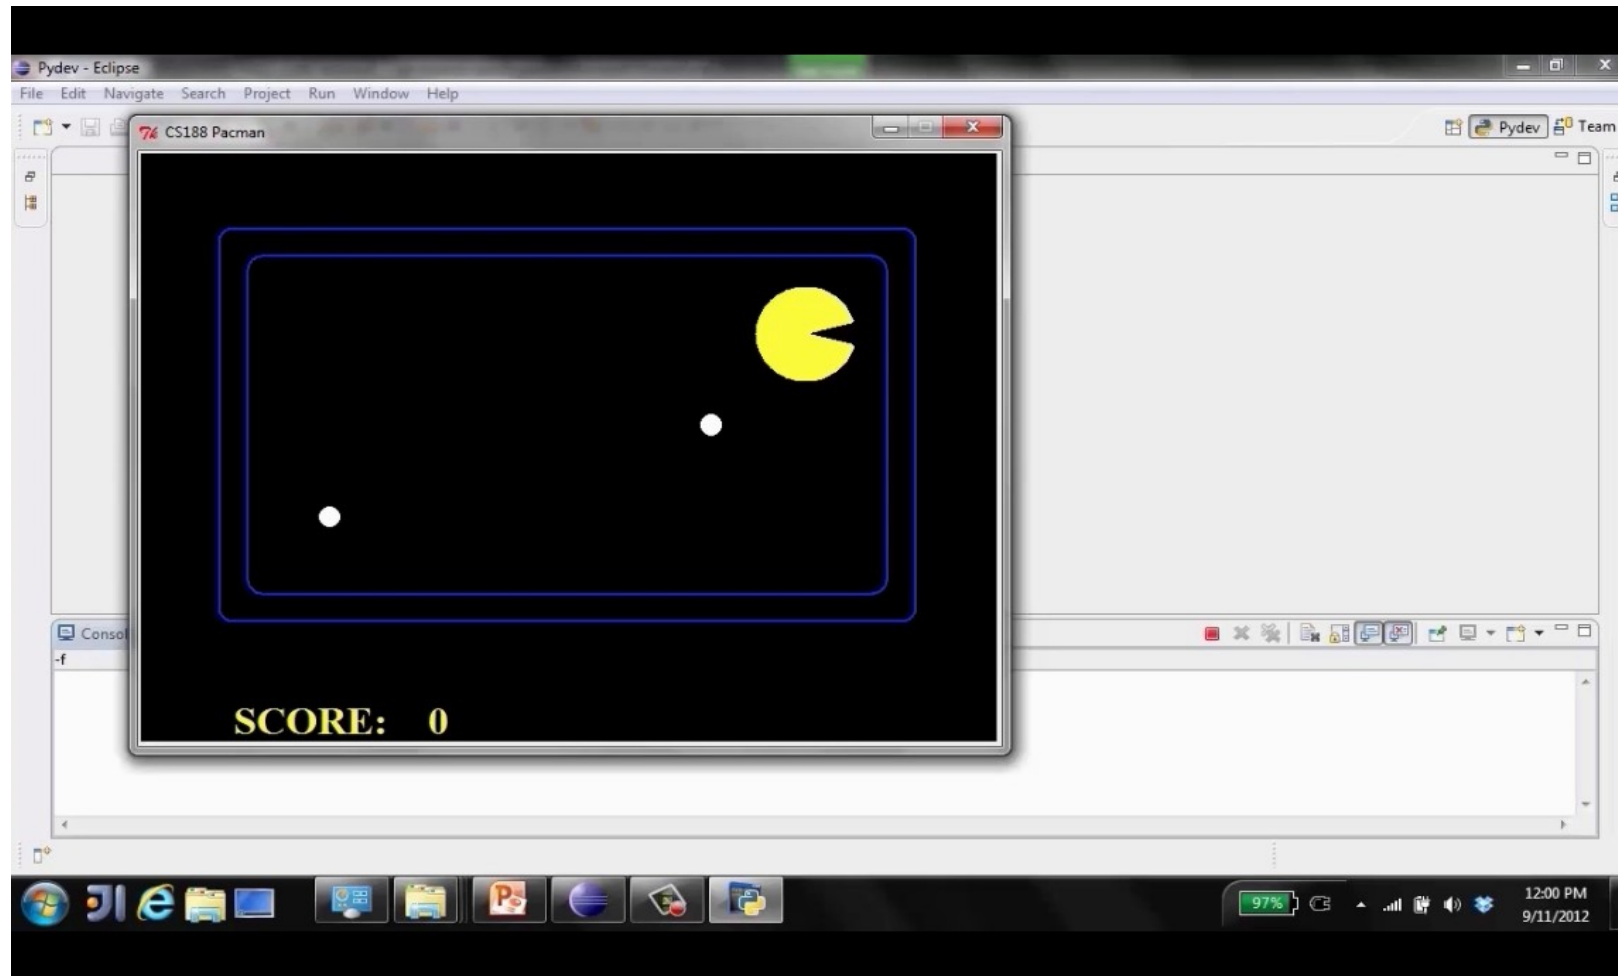 Pydev - Eclipse
File Edit Navigate Search Project Run Window Help
CS188 Pacman
Pydev
Team
Consol
-f
SCORE: 0
97%
12:00 PM
9/11/2012